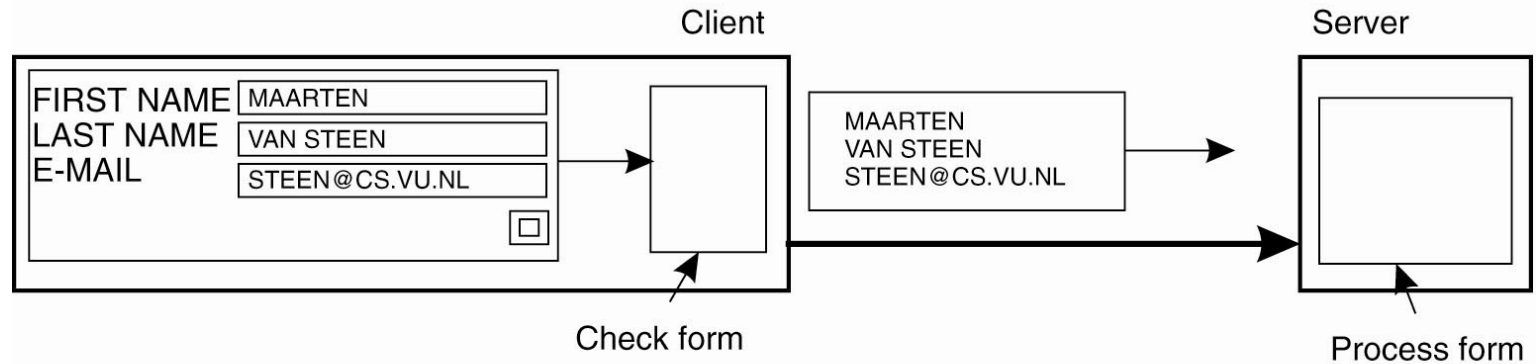 Client
Server
FIRST NAME MAARTEN
LAST NAME VAN STEEN
E-MAIL STEEN@CS.VU.NL
MAARTEN
VAN STEEN
STEEN@CS.VU.NL
Check form
Process form